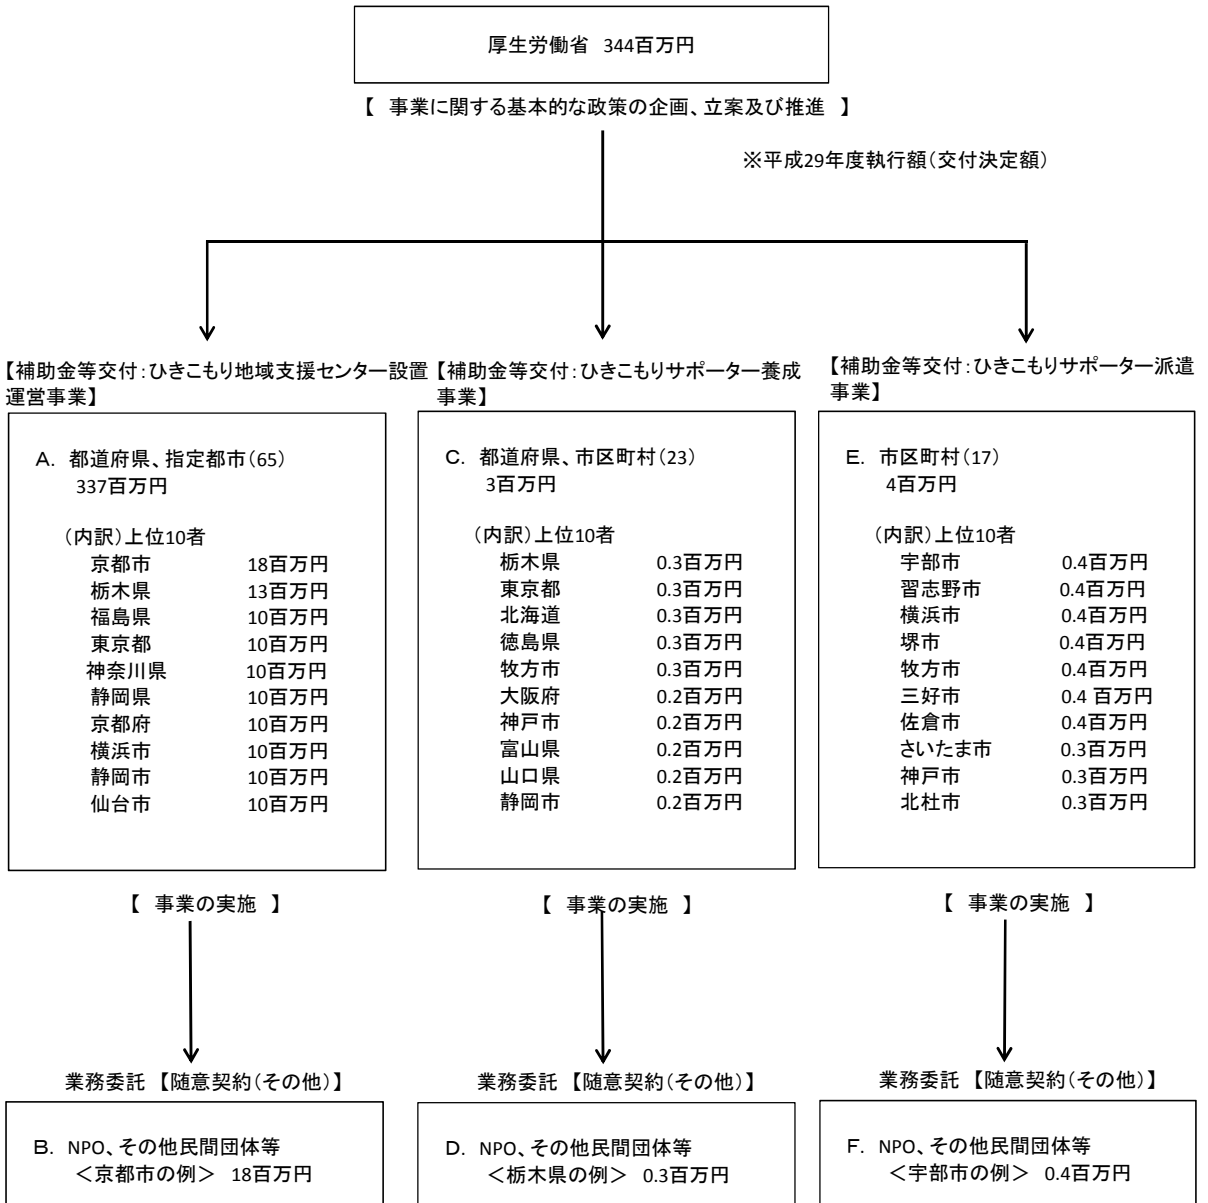 厚生労働省 344百万円
【 事業に関する基本的な政策の企画、立案及び推進 】
※平成29年度執行額(交付決定額)
【補助金等交付:ひきこもり地域支援センター設置
運営事業】
A. 都道府県、指定都市(65)
337百万円
(内訳)上位10者
京都市 18百万円
栃木県 13百万円
福島県 10百万円
東京都 10百万円
神奈川県 10百万円
静岡県 10百万円
京都府 10百万円
横浜市 10百万円
静岡市 10百万円
仙台市 10百万円
【 事業の実施 】
業務委託 【随意契約(その他)】
B. NPO、その他民間団体等
<京都市の例> 18百万円
【補助金等交付:ひきこもりサポーター養成
事業】
C. 都道府県、市区町村(23)
3百万円
(内訳)上位10者
栃木県 0.3百万円
東京都 0.3百万円
北海道 0.3百万円
徳島県 0.3百万円
牧方市 0.3百万円
大阪府 0.2百万円
神戸市 0.2百万円
富山県 0.2百万円
山口県 0.2百万円
静岡市 0.2百万円
【 事業の実施 】
業務委託 【随意契約(その他)】
D. NPO、その他民間団体等
<栃木県の例> 0.3百万円
【補助金等交付:ひきこもりサポーター派遣
事業】
E. 市区町村(17)
4百万円
(内訳)上位10者
宇部市 0.4百万円
習志野市 0.4百万円
横浜市 0.4百万円
堺市 0.4百万円
牧方市 0.4百万円
三好市 0.4 百万円
佐倉市 0.4百万円
さいたま市 0.3百万円
神戸市 0.3百万円
北杜市 0.3百万円
【 事業の実施 】
業務委託 【随意契約(その他)】
F. NPO、その他民間団体等
<宇部市の例> 0.4百万円